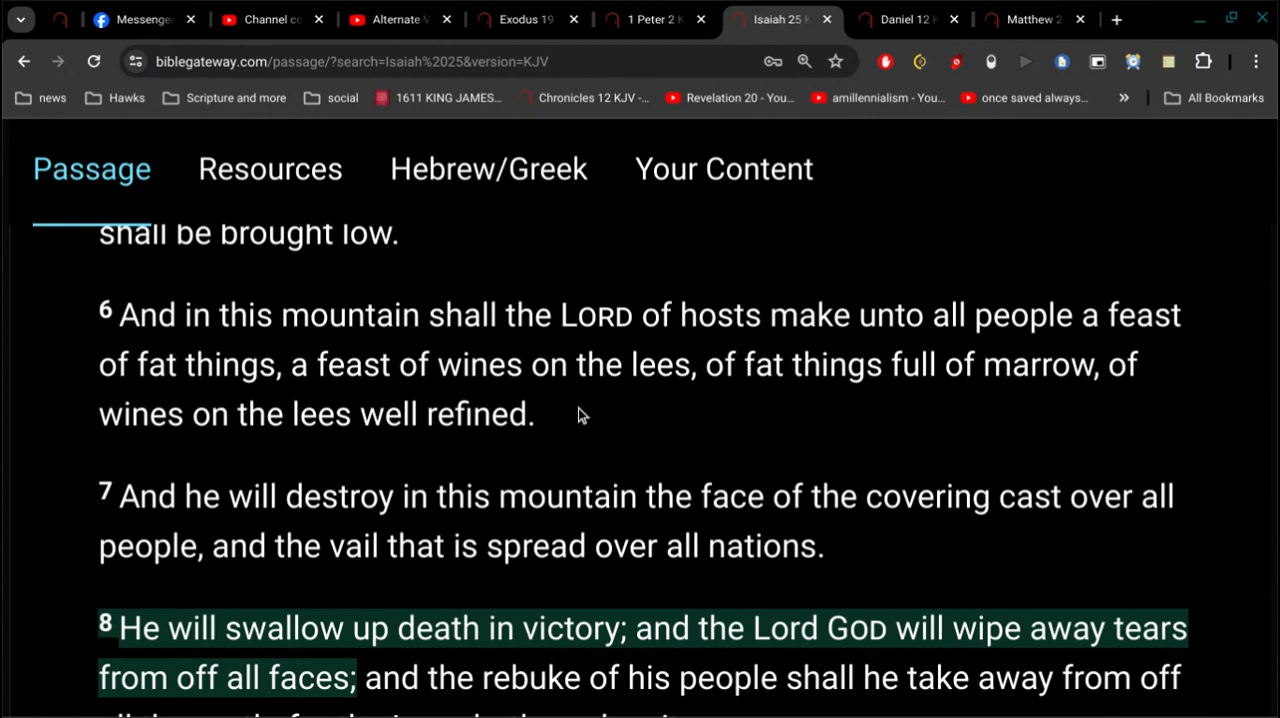 Messenge Channel co Alternate V Exodus 19 1 Peter 2 K Isaiah 25 K Daniel 12 K Matthew 2
biblegateway.com/passage/?search=Isaiah%2025&version=KJV
news Hawks Scripture and more social 1611 KING JAMES... Chronicles 12 KJV -... Revelation 20 - You... amillennialism - You... once saved always... » All Bookmarks
Passage Resources Hebrew/Greek Your Content
shall be brought low.
6 And in this mountain shall the LORD of hosts make unto all people a feast
of fat things, a feast of wines on the lees, of fat things full of marrow, of
wines on the lees well refined.
7 And he will destroy in this mountain the face of the covering cast over all
people, and the vail that is spread over all nations.
8 He will swallow up death in victory; and the Lord GOD will wipe away tears
from off all faces; and the rebuke of his people shall he take away from off